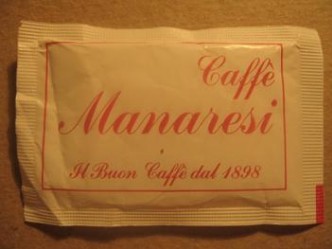 Caffè
Manaresi
Il Buon Caffè dal 1898